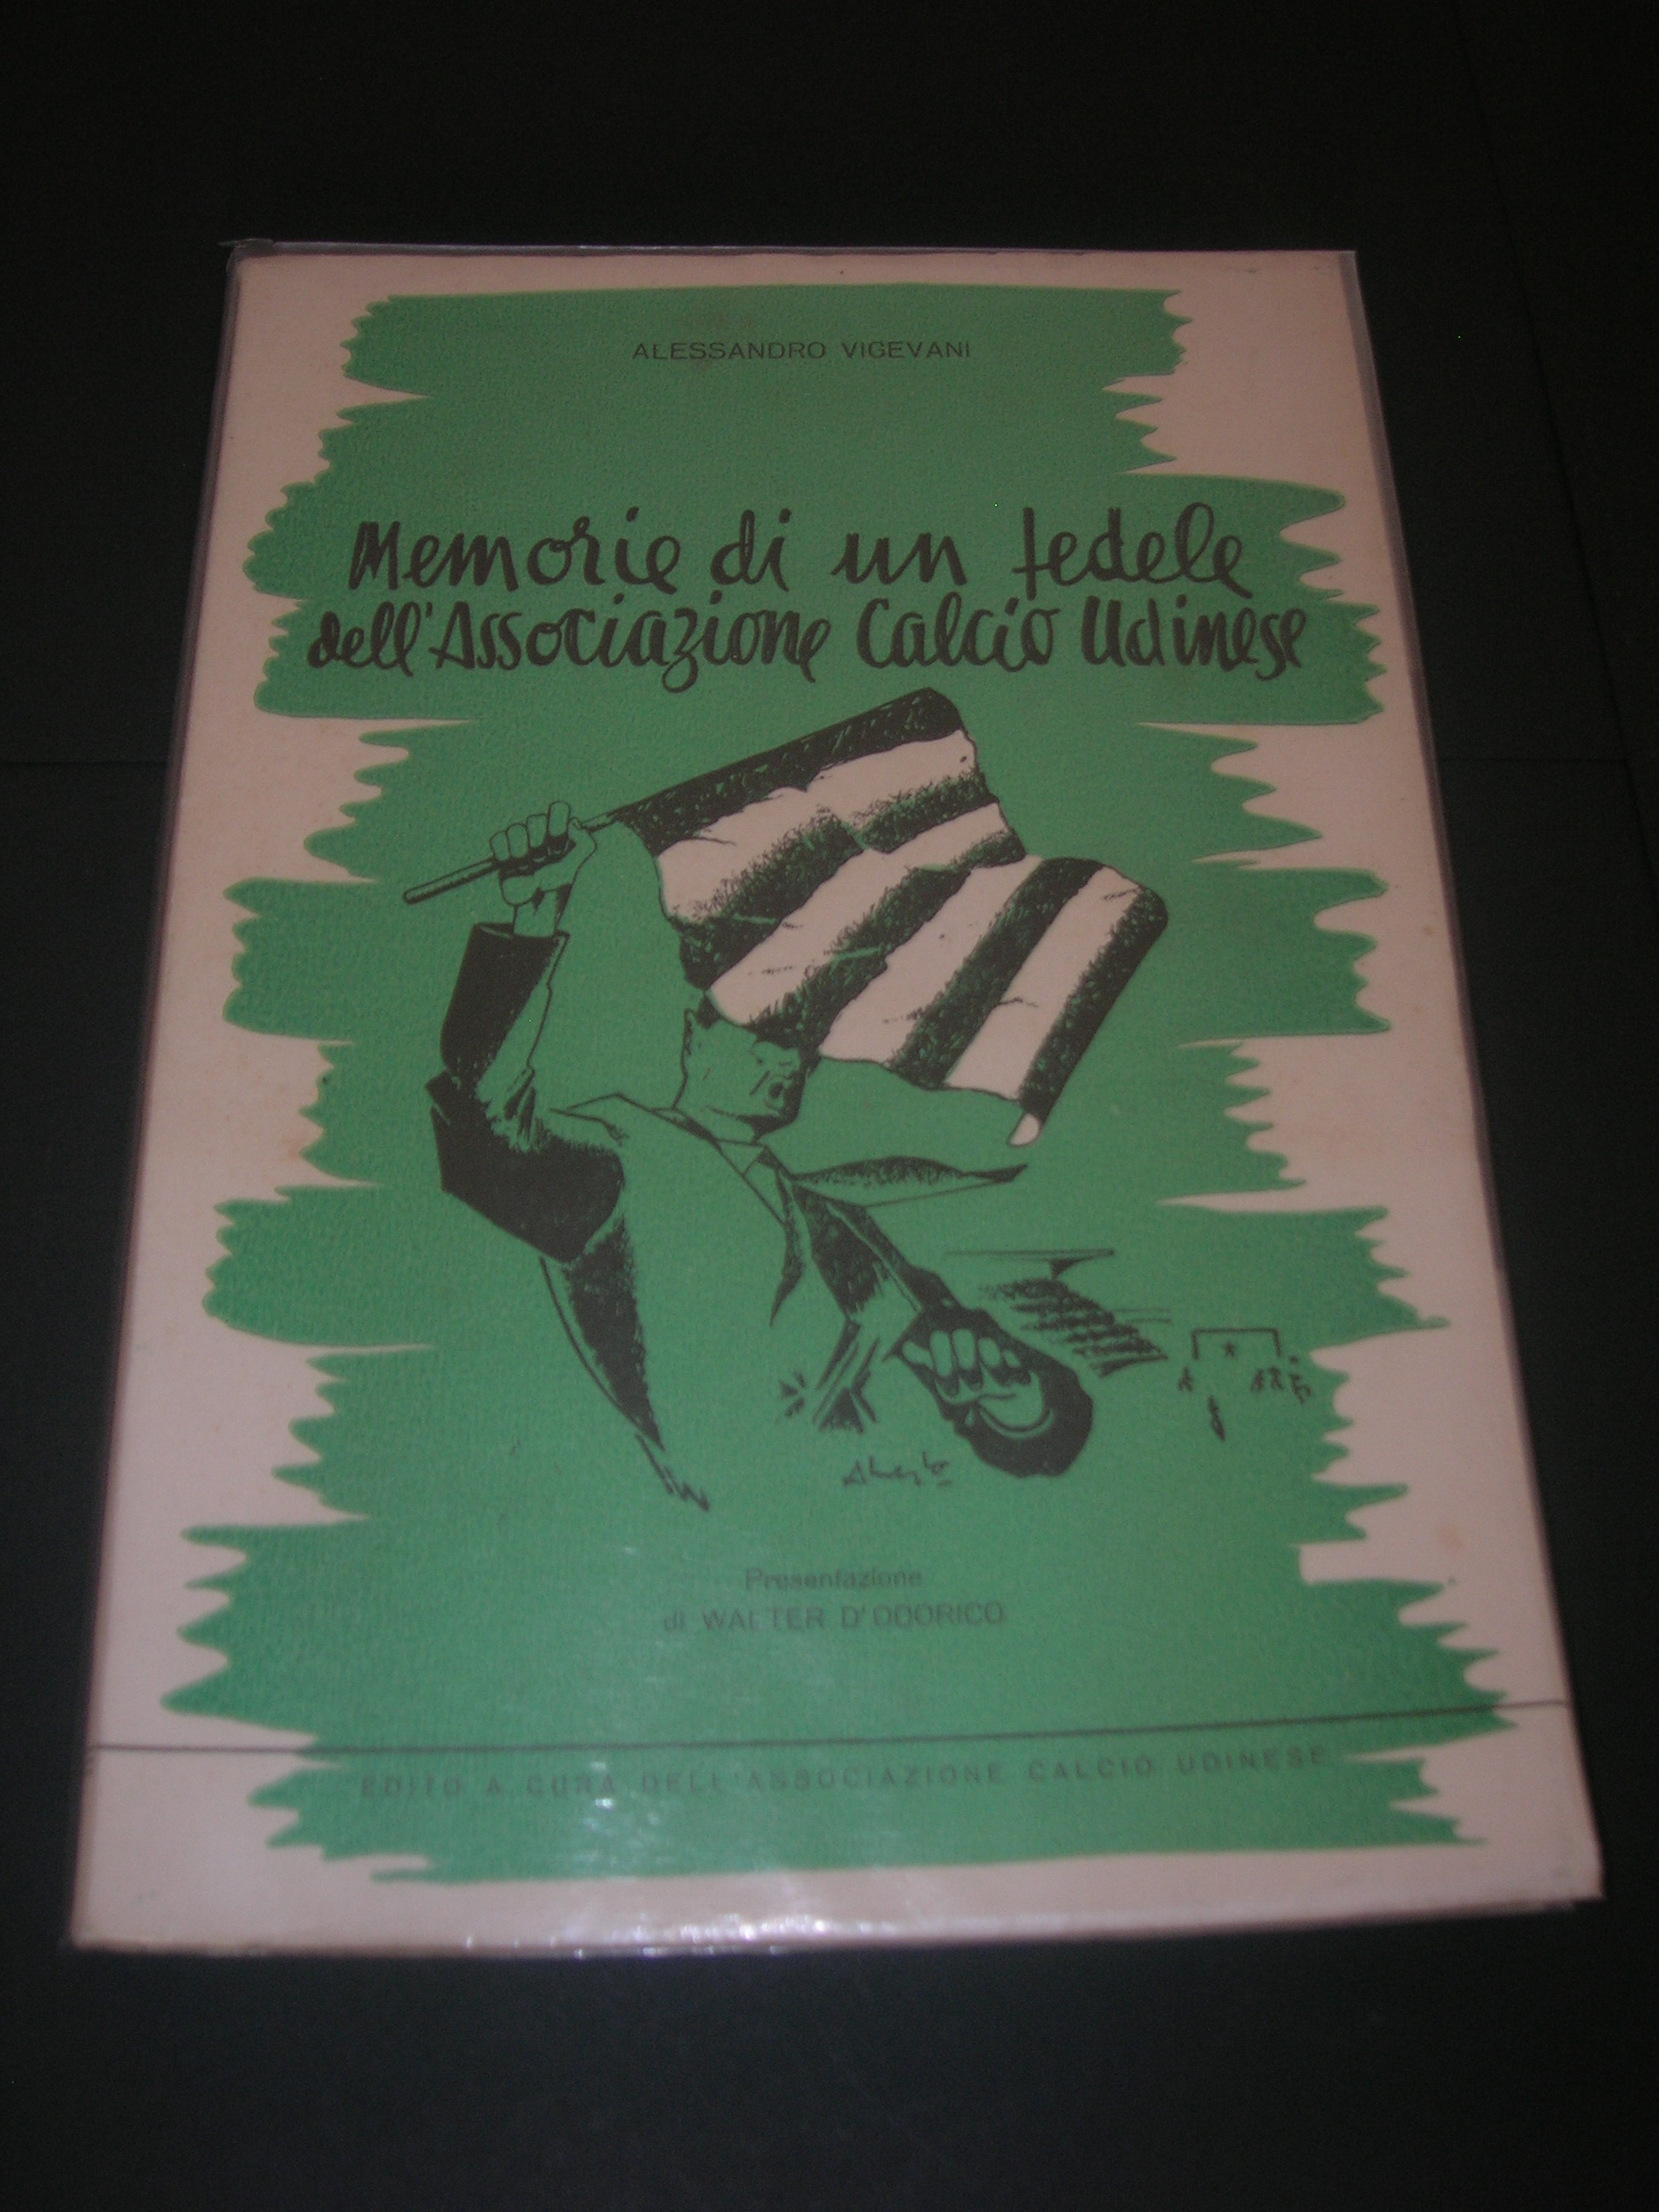 ALESSANDRO VIGEVANI
Memorie di un fedele
dell'Associazione Calcio Udinese
Presentazione
di WALTER D'ODORICO
EDITO A CURA DELL'ASSOCIAZIONE CALCIO UDINESE